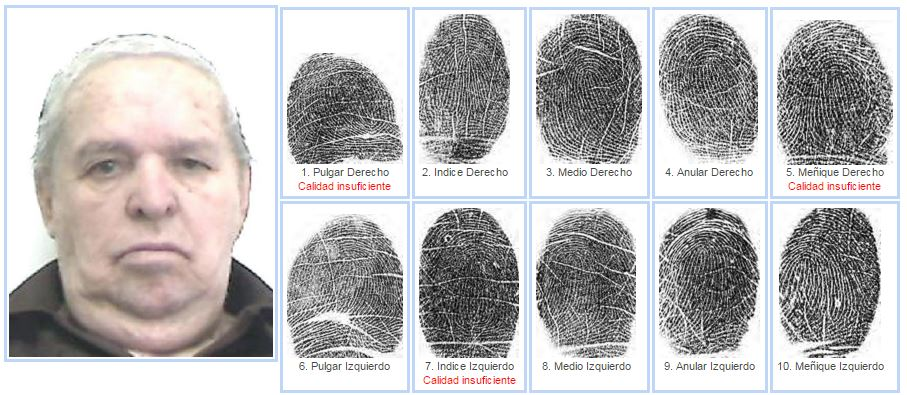 1. Pulgar Derecho
Calidad insuficiente
2. Indice Derecho
3. Medio Derecho
4. Anular Derecho
5. Meñique Derecho
Calidad insuficiente
6. Pulgar Izquierdo
7. Indice Izquierdo
Calidad insuficiente
8. Medio Izquierdo
9. Anular Izquierdo
10. Meñique Izquierdo